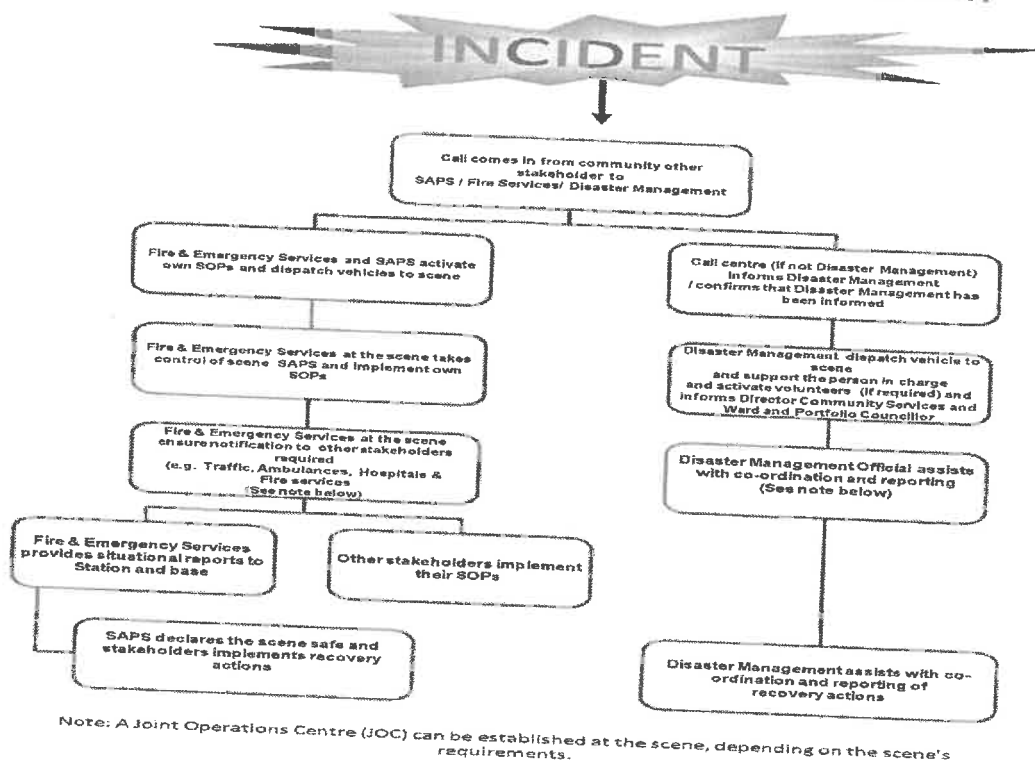 INCIDENT
Call comes in from community other
stakeholder to
SAPS / Fire Services/ Disaster Management
Fire & Emergency Services and SAPS activate
own SOPs and dispatch vehicles to scene
Call centre (if not Disaster Management)
informs Disaster Management
/ confirms that Disaster Management has
been informed
Fire & Emergency Services at the scene takes
control of scene SAPS and implement own
SOPs
Disaster Management dispatch vehicle to
scene
and support the person in charge
and activate volunteers (if required) and
informs Director Community Services and
Ward and Portfolio Councillor
Fire & Emergency Services at the scene
ensure notification to other stakeholders
required
(e.g. Traffic, Ambulances, Hospitals &
Fire services
(See note below)
Disaster Management Official assists
with co-ordination and reporting
(See note below)
Fire & Emergency Services
provides situational reports to
Station and base
Other stakeholders implement
their SOPs
SAPS declares the scene safe and
stakeholders implements recovery
actions
Disaster Management assists with co-
ordination and reporting of
recovery actions
Note: A Joint Operations Centre (JOC) can be established at the scene, depending on the scene's
requirements.